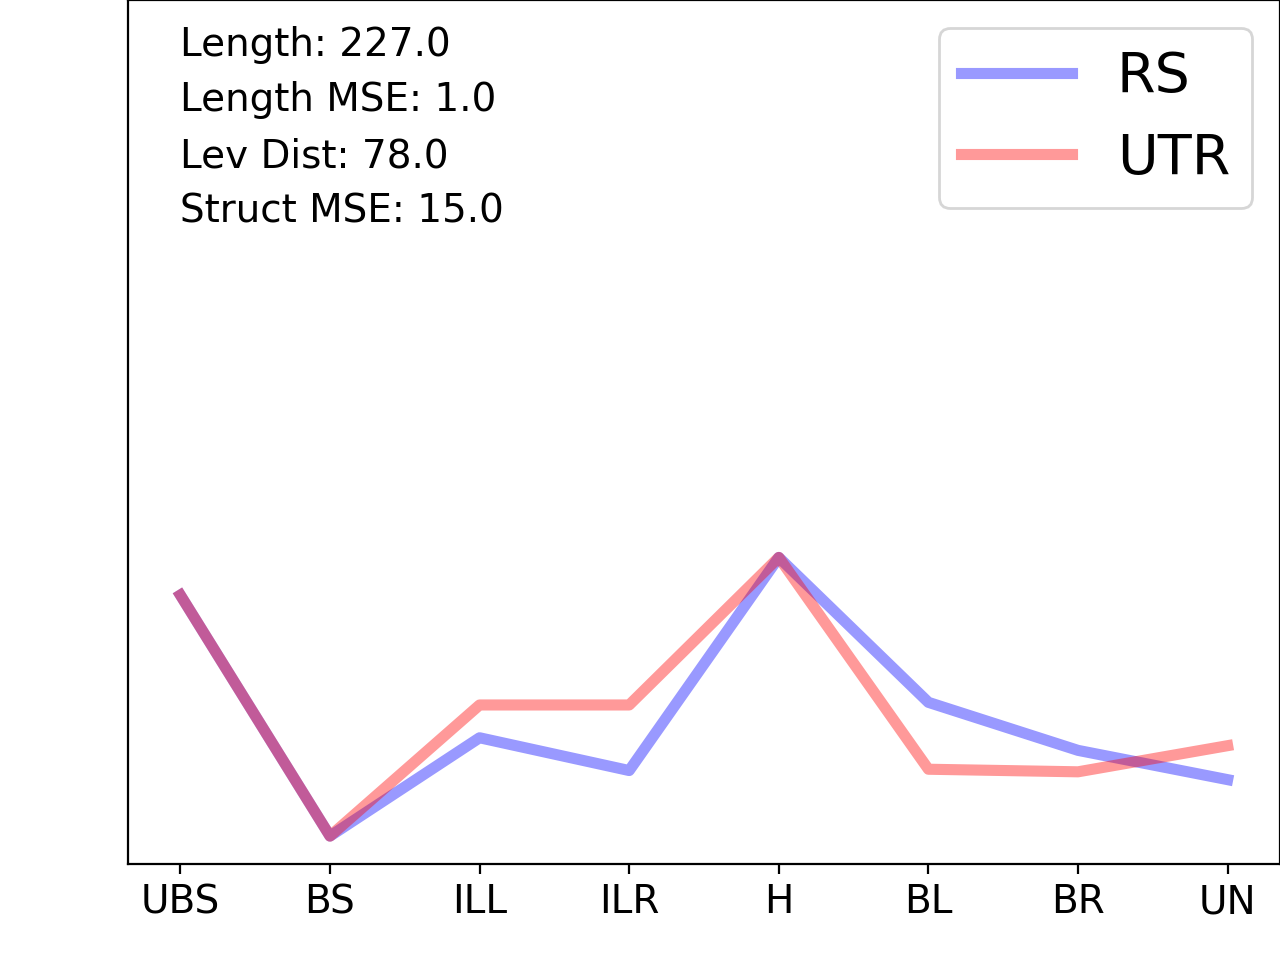 Length: 227.0
Length MSE: 1.0
Lev Dist: 78.0
Struct MSE: 15.0
RS
UTR
UBS BS ILL ILR H BL BR UN